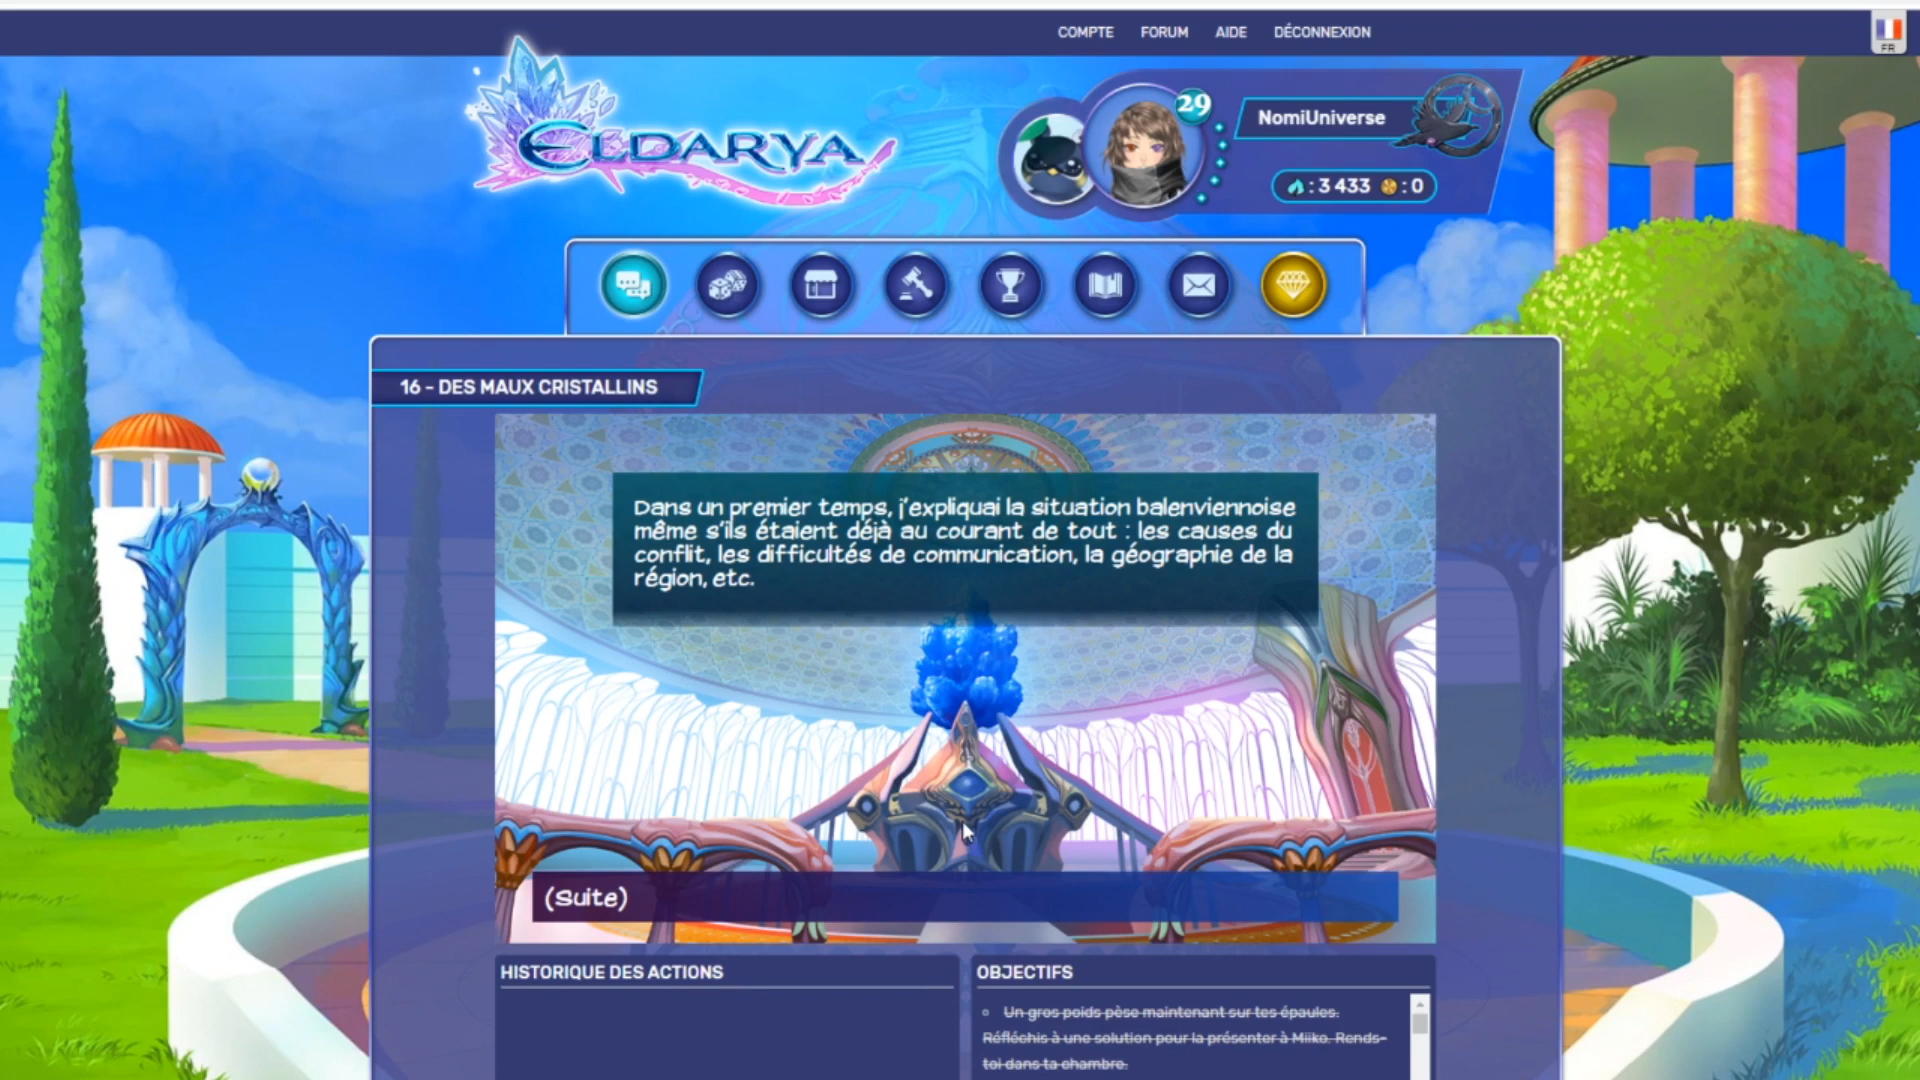 COMPTE FORUM AIDE DÉCONNEXION
FR
ELDARYA
29
NomiUniverse
: 3 433 : 0
16 - DES MAUX CRISTALLINS
Dans un premier temps, j'expliquai la situation balenviennoise
même s'ils étaient déjà au courant de tout : les causes du
conflit, les difficultés de communication, la géographie de la
région, etc.
(Suite)
HISTORIQUE DES ACTIONS
OBJECTIFS
Un gros poids pèse maintenant sur tes épaules.
Réfléchis à une solution pour la présenter à Miiko. Rends-
toi dans ta chambre.